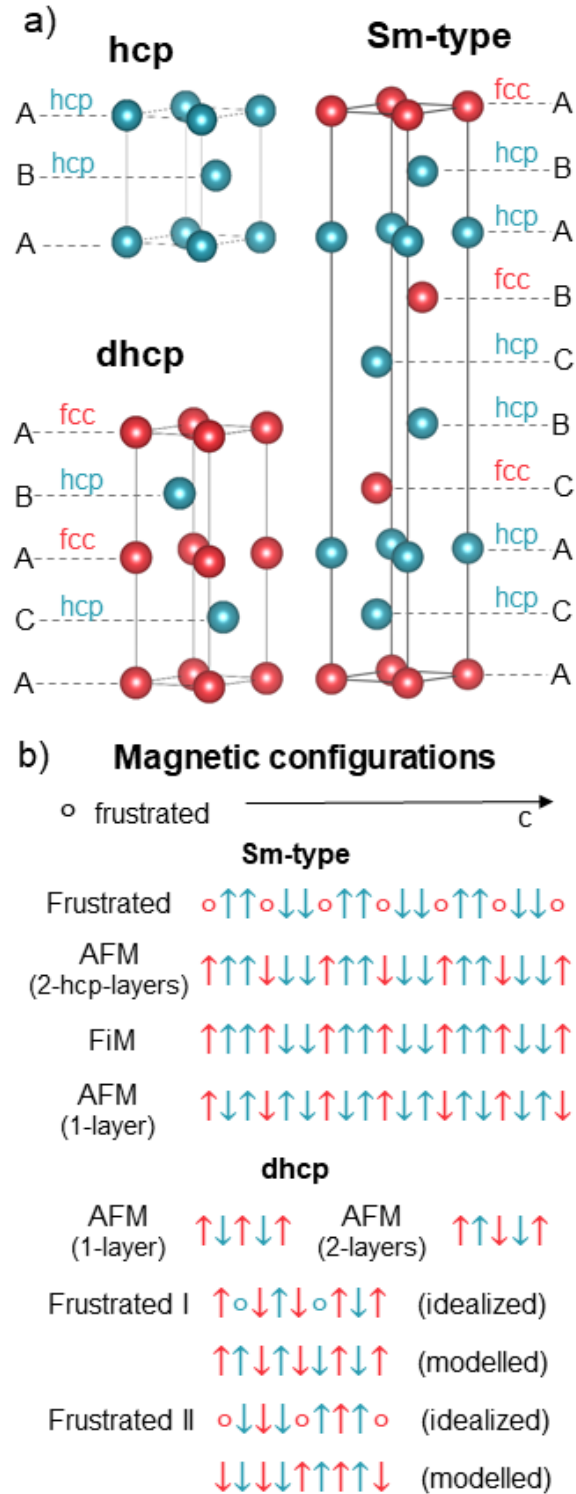 a)
hcp
A hcp
B hcp
A
dhcp
A fcc
B hcp
A fcc
C hcp
A
Sm-type
fcc A
hcp B
hcp A
fcc B
hcp C
hcp B
fcc C
hcp A
hcp C
A
b) Magnetic configurations
o frustrated
c
Sm-type
Frustrated o↑↑o↓↓o↑↑o↓↓o↑↑o↓↓o
AFM
(2-hcp-layers) ↑↑↑↓↓↓↑↑↑↓↓↓↑↑↑↓↓↓↑
FiM ↑↑↑↑↓↓↑↑↑↑↓↓↑↑↑↑↓↓↑
AFM
(1-layer) ↑↓↑↓↑↓↑↓↑↑↓↑↓↑↓↑↓↑↓
dhcp
AFM
(1-layer) ↑↓↑↓↑
AFM
(2-layers) ↑↑↓↓↑
Frustrated I ↑o↓↑↓o↑↓↑ (idealized)
↑↑↓↑↓↓↑↓↑ (modelled)
Frustrated II o↓↓↓o↑↑↑o (idealized)
↓↓↓↓↑↑↑↑↓ (modelled)